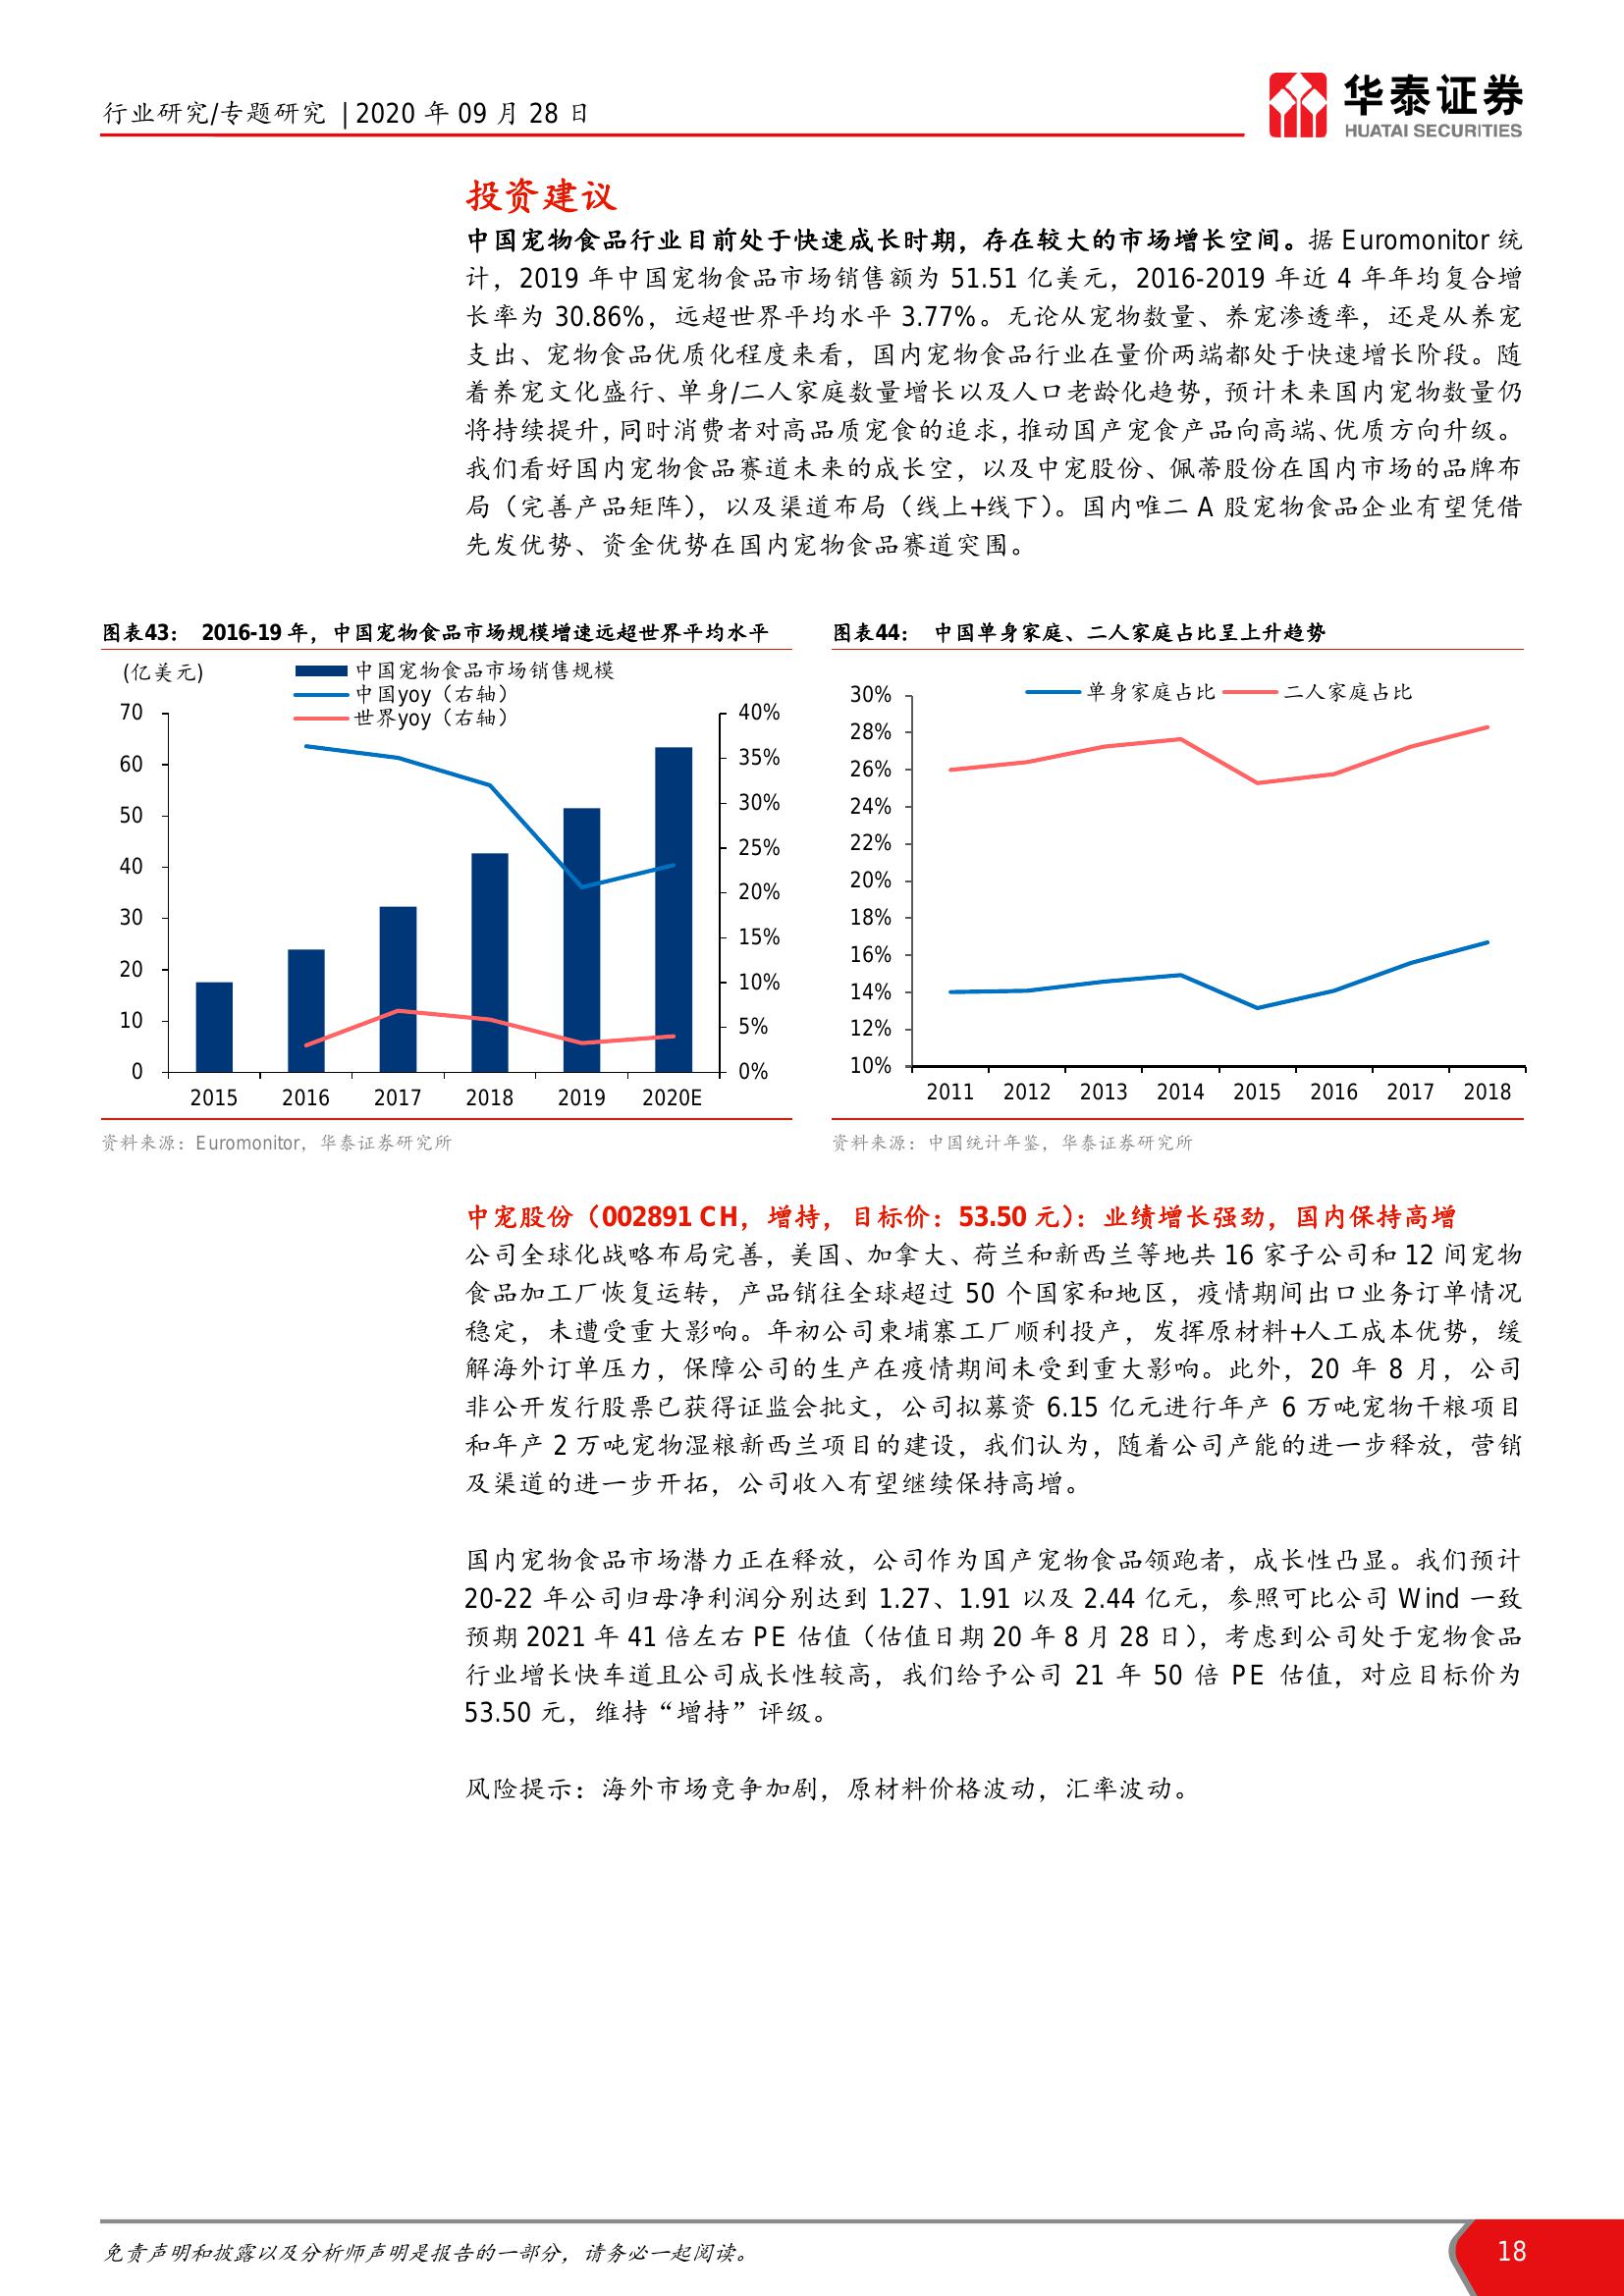 行业研究/专题研究 | 2020 年 09 月 28 日
华泰证券
HUATAI SECURITIES
投资建议
中国宠物食品行业目前处于快速成长时期，存在较大的市场增长空间。据 Euromonitor 统
计，2019 年中国宠物食品市场销售额为 51.51 亿美元，2016-2019 年近 4 年年均复合增
长率为 30.86%，远超世界平均水平 3.77%。无论从宠物数量、养宠渗透率，还是从养宠
支出、宠物食品优质化程度来看，国内宠物食品行业在量价两端都处于快速增长阶段。随
着养宠文化盛行、单身/二人家庭数量增长以及人口老龄化趋势，预计未来国内宠物数量仍
将持续提升，同时消费者对高品质宠食的追求，推动国产宠食产品向高端、优质方向升级。
我们看好国内宠物食品赛道未来的成长空，以及中宠股份、佩蒂股份在国内市场的品牌布
局（完善产品矩阵），以及渠道布局（线上+线下）。国内唯二 A 股宠物食品企业有望凭借
先发优势、资金优势在国内宠物食品赛道突围。
图表43： 2016-19 年，中国宠物食品市场规模增速远超世界平均水平
(亿美元)
中国宠物食品市场销售规模
中国yoy（右轴）
世界yoy（右轴）
70
60
50
40
30
20
10
0
40%
35%
30%
25%
20%
15%
10%
5%
0%
2015 2016 2017 2018 2019 2020E
资料来源：Euromonitor，华泰证券研究所
图表44： 中国单身家庭、二人家庭占比呈上升趋势
单身家庭占比 二人家庭占比
30%
28%
26%
24%
22%
20%
18%
16%
14%
12%
10%
2011 2012 2013 2014 2015 2016 2017 2018
资料来源：中国统计年鉴，华泰证券研究所
中宠股份（002891 CH，增持，目标价：53.50 元）：业绩增长强劲，国内保持高增
公司全球化战略布局完善，美国、加拿大、荷兰和新西兰等地共 16 家子公司和 12 间宠物
食品加工厂恢复运转，产品销往全球超过 50 个国家和地区，疫情期间出口业务订单情况
稳定，未遭受重大影响。年初公司柬埔寨工厂顺利投产，发挥原材料+人工成本优势，缓
解海外订单压力，保障公司的生产在疫情期间未受到重大影响。此外，20 年 8 月，公司
非公开发行股票已获得证监会批文，公司拟募资 6.15 亿元进行年产 6 万吨宠物干粮项目
和年产 2 万吨宠物湿粮新西兰项目的建设，我们认为，随着公司产能的进一步释放，营销
及渠道的进一步开拓，公司收入有望继续保持高增。
国内宠物食品市场潜力正在释放，公司作为国产宠物食品领跑者，成长性凸显。我们预计
20-22 年公司归母净利润分别达到 1.27、1.91 以及 2.44 亿元，参照可比公司 Wind 一致
预期 2021 年 41 倍左右 PE 估值（估值日期 20 年 8 月 28 日），考虑到公司处于宠物食品
行业增长快车道且公司成长性较高，我们给予公司 21 年 50 倍 PE 估值，对应目标价为
53.50 元，维持“增持”评级。
风险提示：海外市场竞争加剧，原材料价格波动，汇率波动。
免责声明和披露以及分析师声明是报告的一部分，请务必一起阅读。
18